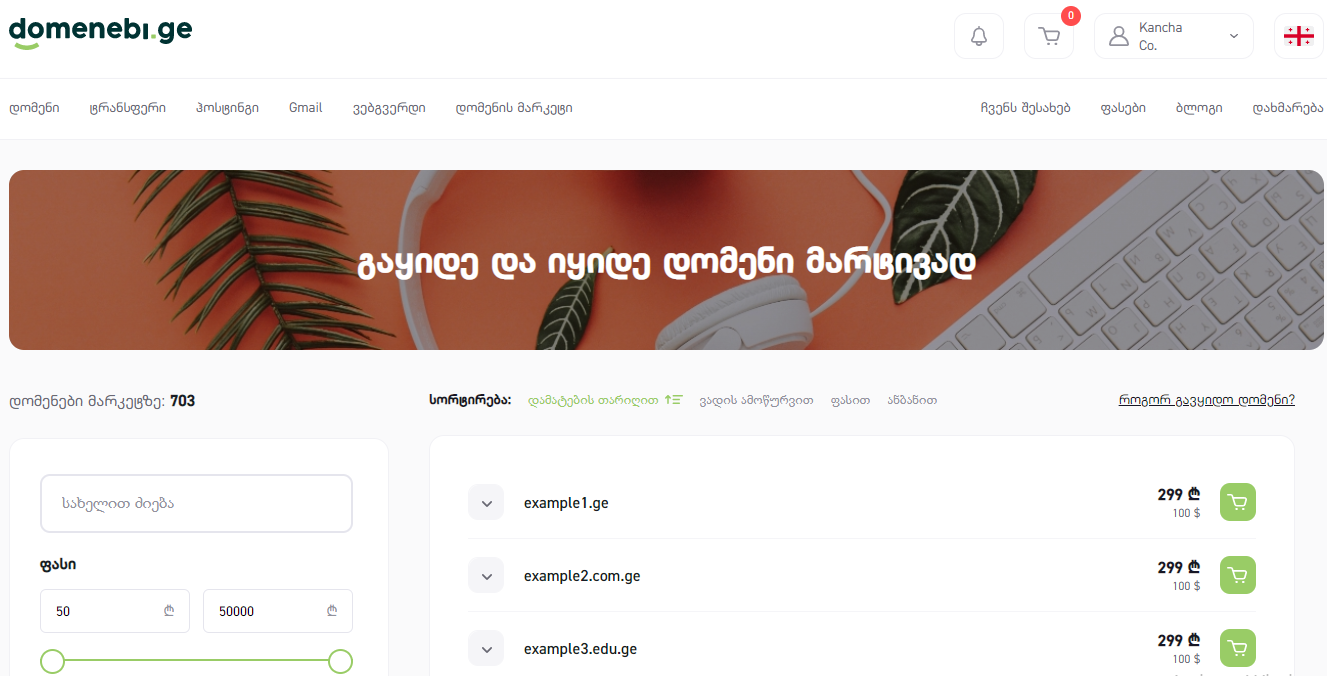 domenebi.ge
0
Kancha
Co.
დომენი ტრანსფერი ჰოსტინგი Gmail ვებგვერდი დომენის მარკეტი
ჩვენს შესახებ ფასები ბლოგი დახმარება
გაყიდე და იყიდე დომენი მარტივად
დომენები მარკეტზე: 703
სორტირება: დამატების თარიღით ვადის ამოწურვით ფასით ანბანით
როგორ გავყიდო დომენი?
სახელით ძიება
ფასი
50 ₾
50000 ₾
example1.ge
299 ₾
100 $
example2.com.ge
299 ₾
100 $
example3.edu.ge
299 ₾
100 $